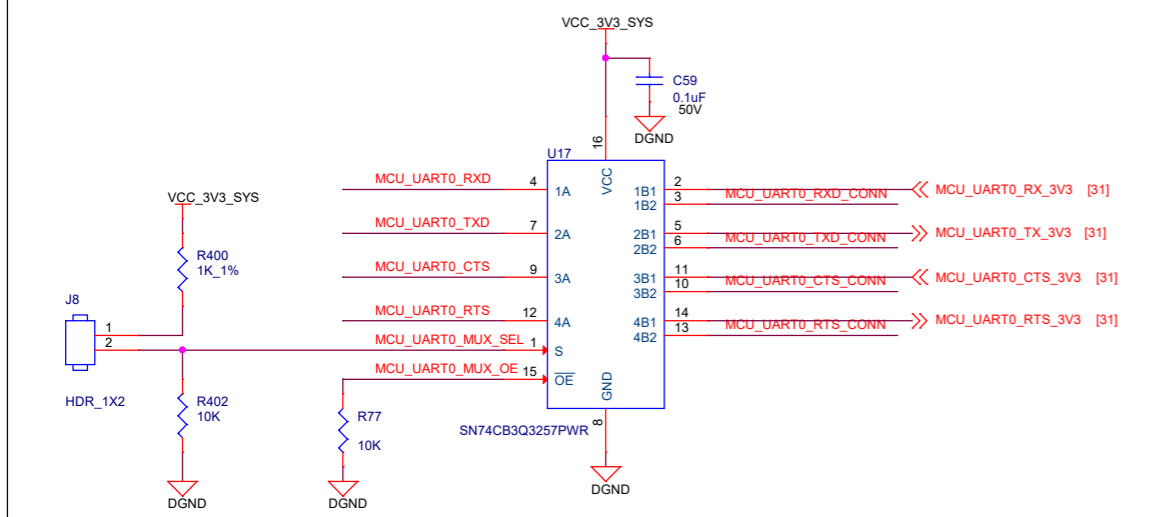 VCC_3V3_SYS
C59
0.1uF
50V
DGND
16
U17
VCC
MCU_UART0_RXD 4 1A
1B1 2 MCU_UART0_RX_3V3 [31]
1B2 3 MCU_UART0_RXD_CONN
VCC_3V3_SYS
MCU_UART0_TXD 7 2A
2B1 5 MCU_UART0_TX_3V3 [31]
2B2 6 MCU_UART0_TXD_CONN
R400
1K_1%
MCU_UART0_CTS 9 3A
3B1 11 MCU_UART0_CTS_3V3 [31]
3B2 10 MCU_UART0_CTS_CONN
J8
1
2
MCU_UART0_RTS 12 4A
4B1 14 MCU_UART0_RTS_3V3 [31]
4B2 13 MCU_UART0_RTS_CONN
MCU_UART0_MUX_SEL 1 S
MCU_UART0_MUX_OE 15 OE
GND
8
HDR_1X2
R402
10K
R77
10K
SN74CB3Q3257PWR
DGND
DGND
DGND